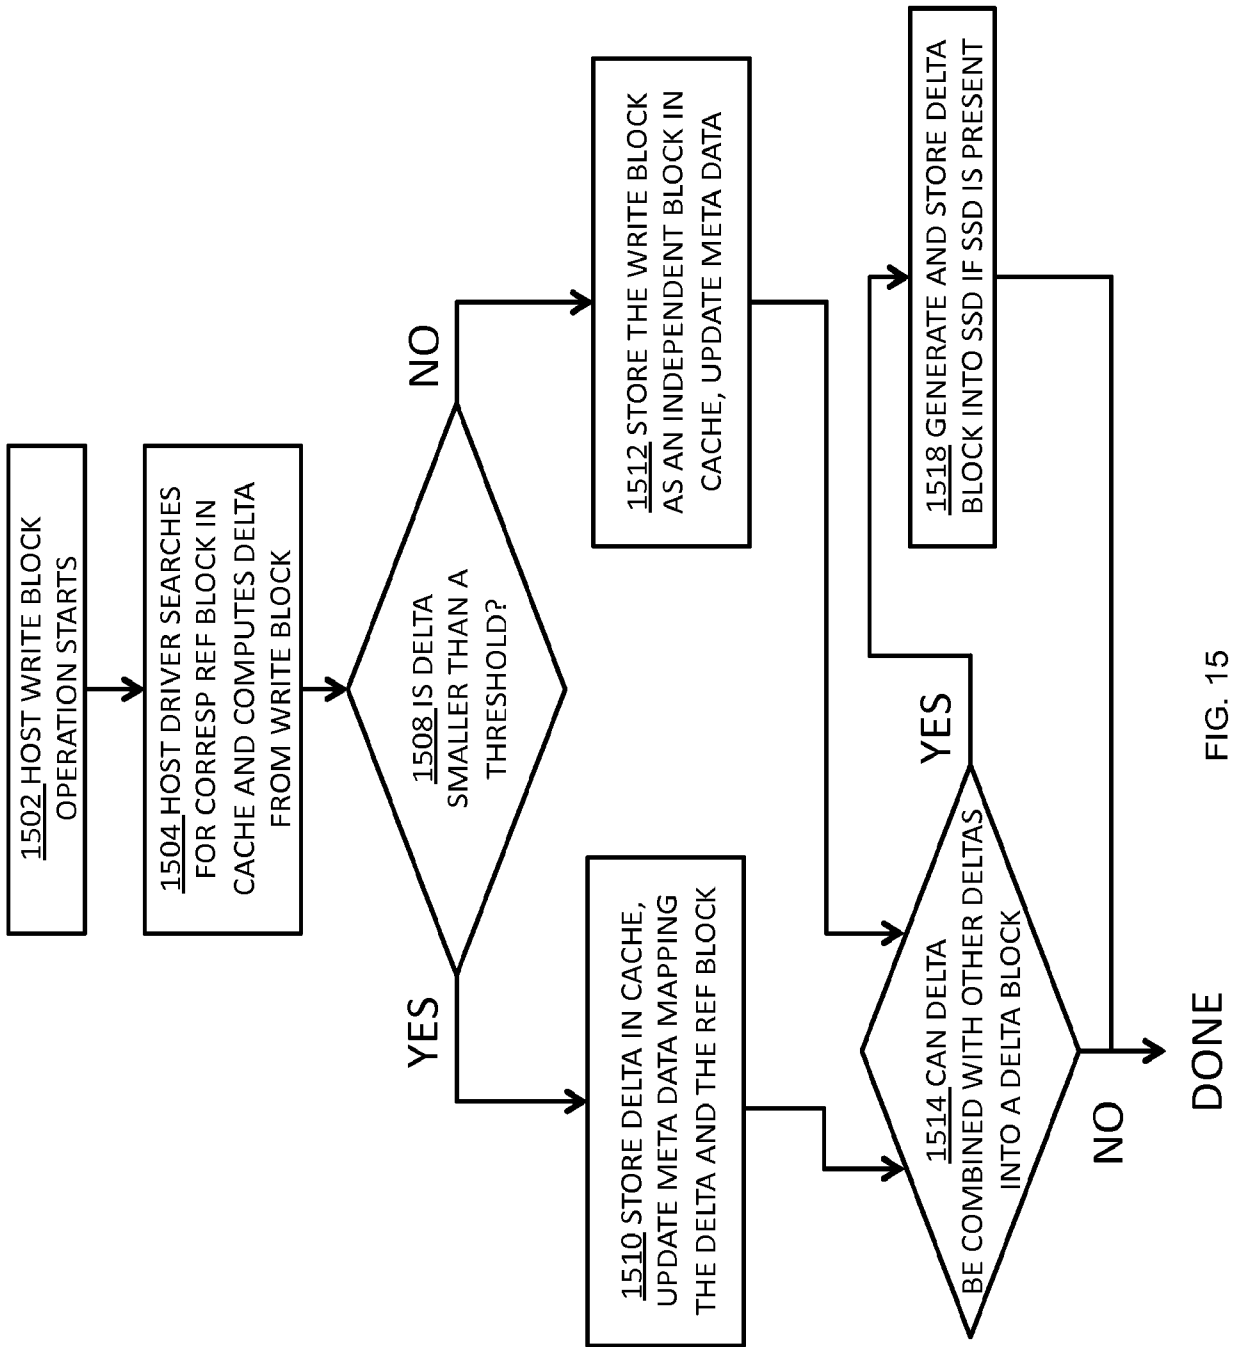 1502 HOST WRITE BLOCK
OPERATION STARTS
1504 HOST DRIVER SEARCHES
FOR CORRESP REF BLOCK IN
CACHE AND COMPUTES DELTA
FROM WRITE BLOCK
1508 IS DELTA
SMALLER THAN A
THRESHOLD?
YES
NO
1510 STORE DELTA IN CACHE,
UPDATE META DATA MAPPING
THE DELTA AND THE REF BLOCK
1512 STORE THE WRITE BLOCK
AS AN INDEPENDENT BLOCK IN
CACHE, UPDATE META DATA
1514 CAN DELTA
BE COMBINED WITH OTHER DELTAS
INTO A DELTA BLOCK
YES
NO
1518 GENERATE AND STORE DELTA
BLOCK INTO SSD IF SSD IS PRESENT
DONE
FIG. 15